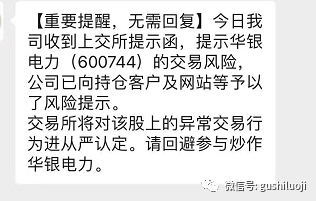 【重要提醒，无需回复】今日我
司收到上交所提示函，提示华银
电力（600744）的交易风险，
公司已向持仓客户及网站等予以
了风险提示。
交易所将对该股上的异常交易行
为进从严认定。请回避参与炒作
华银电力。
微信号: gushiluoji